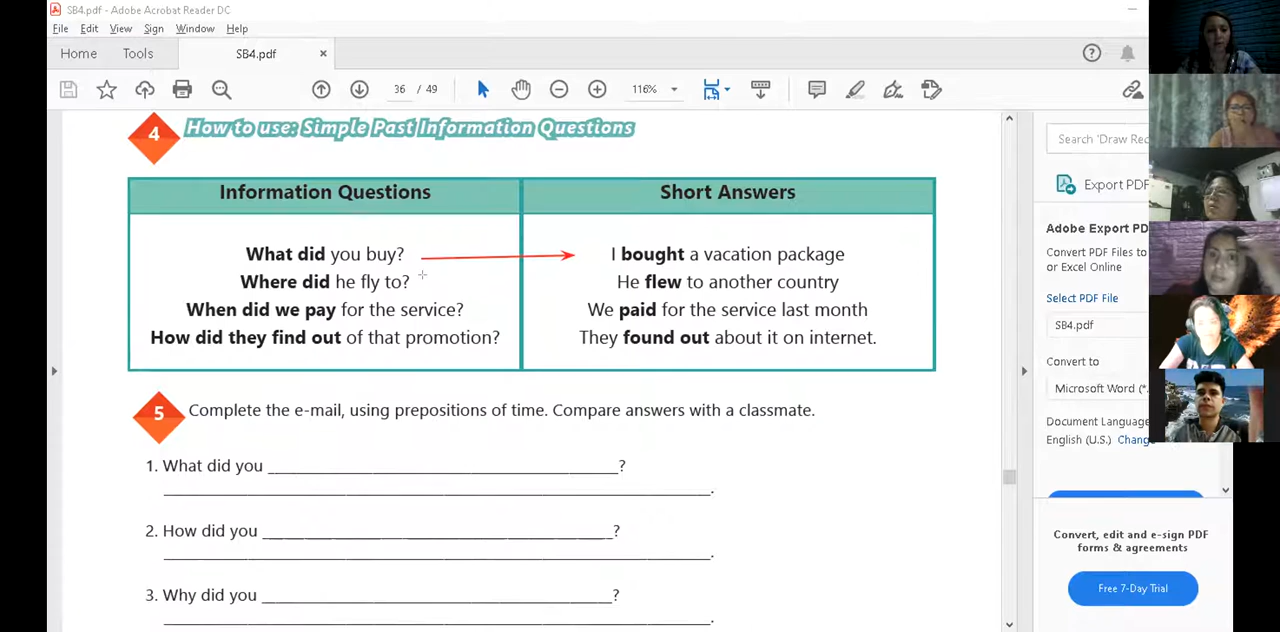 SB4.pdf - Adobe Acrobat Reader DC
File Edit View Sign Window Help
Home Tools SB4.pdf ×
36 / 49 116%
4 How to use: Simple Past Information Questions
Information Questions Short Answers
What did you buy? I bought a vacation package
Where did he fly to? He flew to another country
When did we pay for the service? We paid for the service last month
How did they find out of that promotion? They found out about it on internet.
5 Complete the e-mail, using prepositions of time. Compare answers with a classmate.
1. What did you ______________________________?
______________________________.
2. How did you ______________________________?
______________________________.
3. Why did you ______________________________?
______________________________.
Search 'Draw Rec
Export PDF
Adobe Export PD
Convert PDF Files to
or Excel Online
Select PDF File
SB4.pdf
Convert to
Microsoft Word (*.
Document Language
English (U.S.) Change
Convert, edit and e-sign PDF
forms & agreements
Free 7-Day Trial